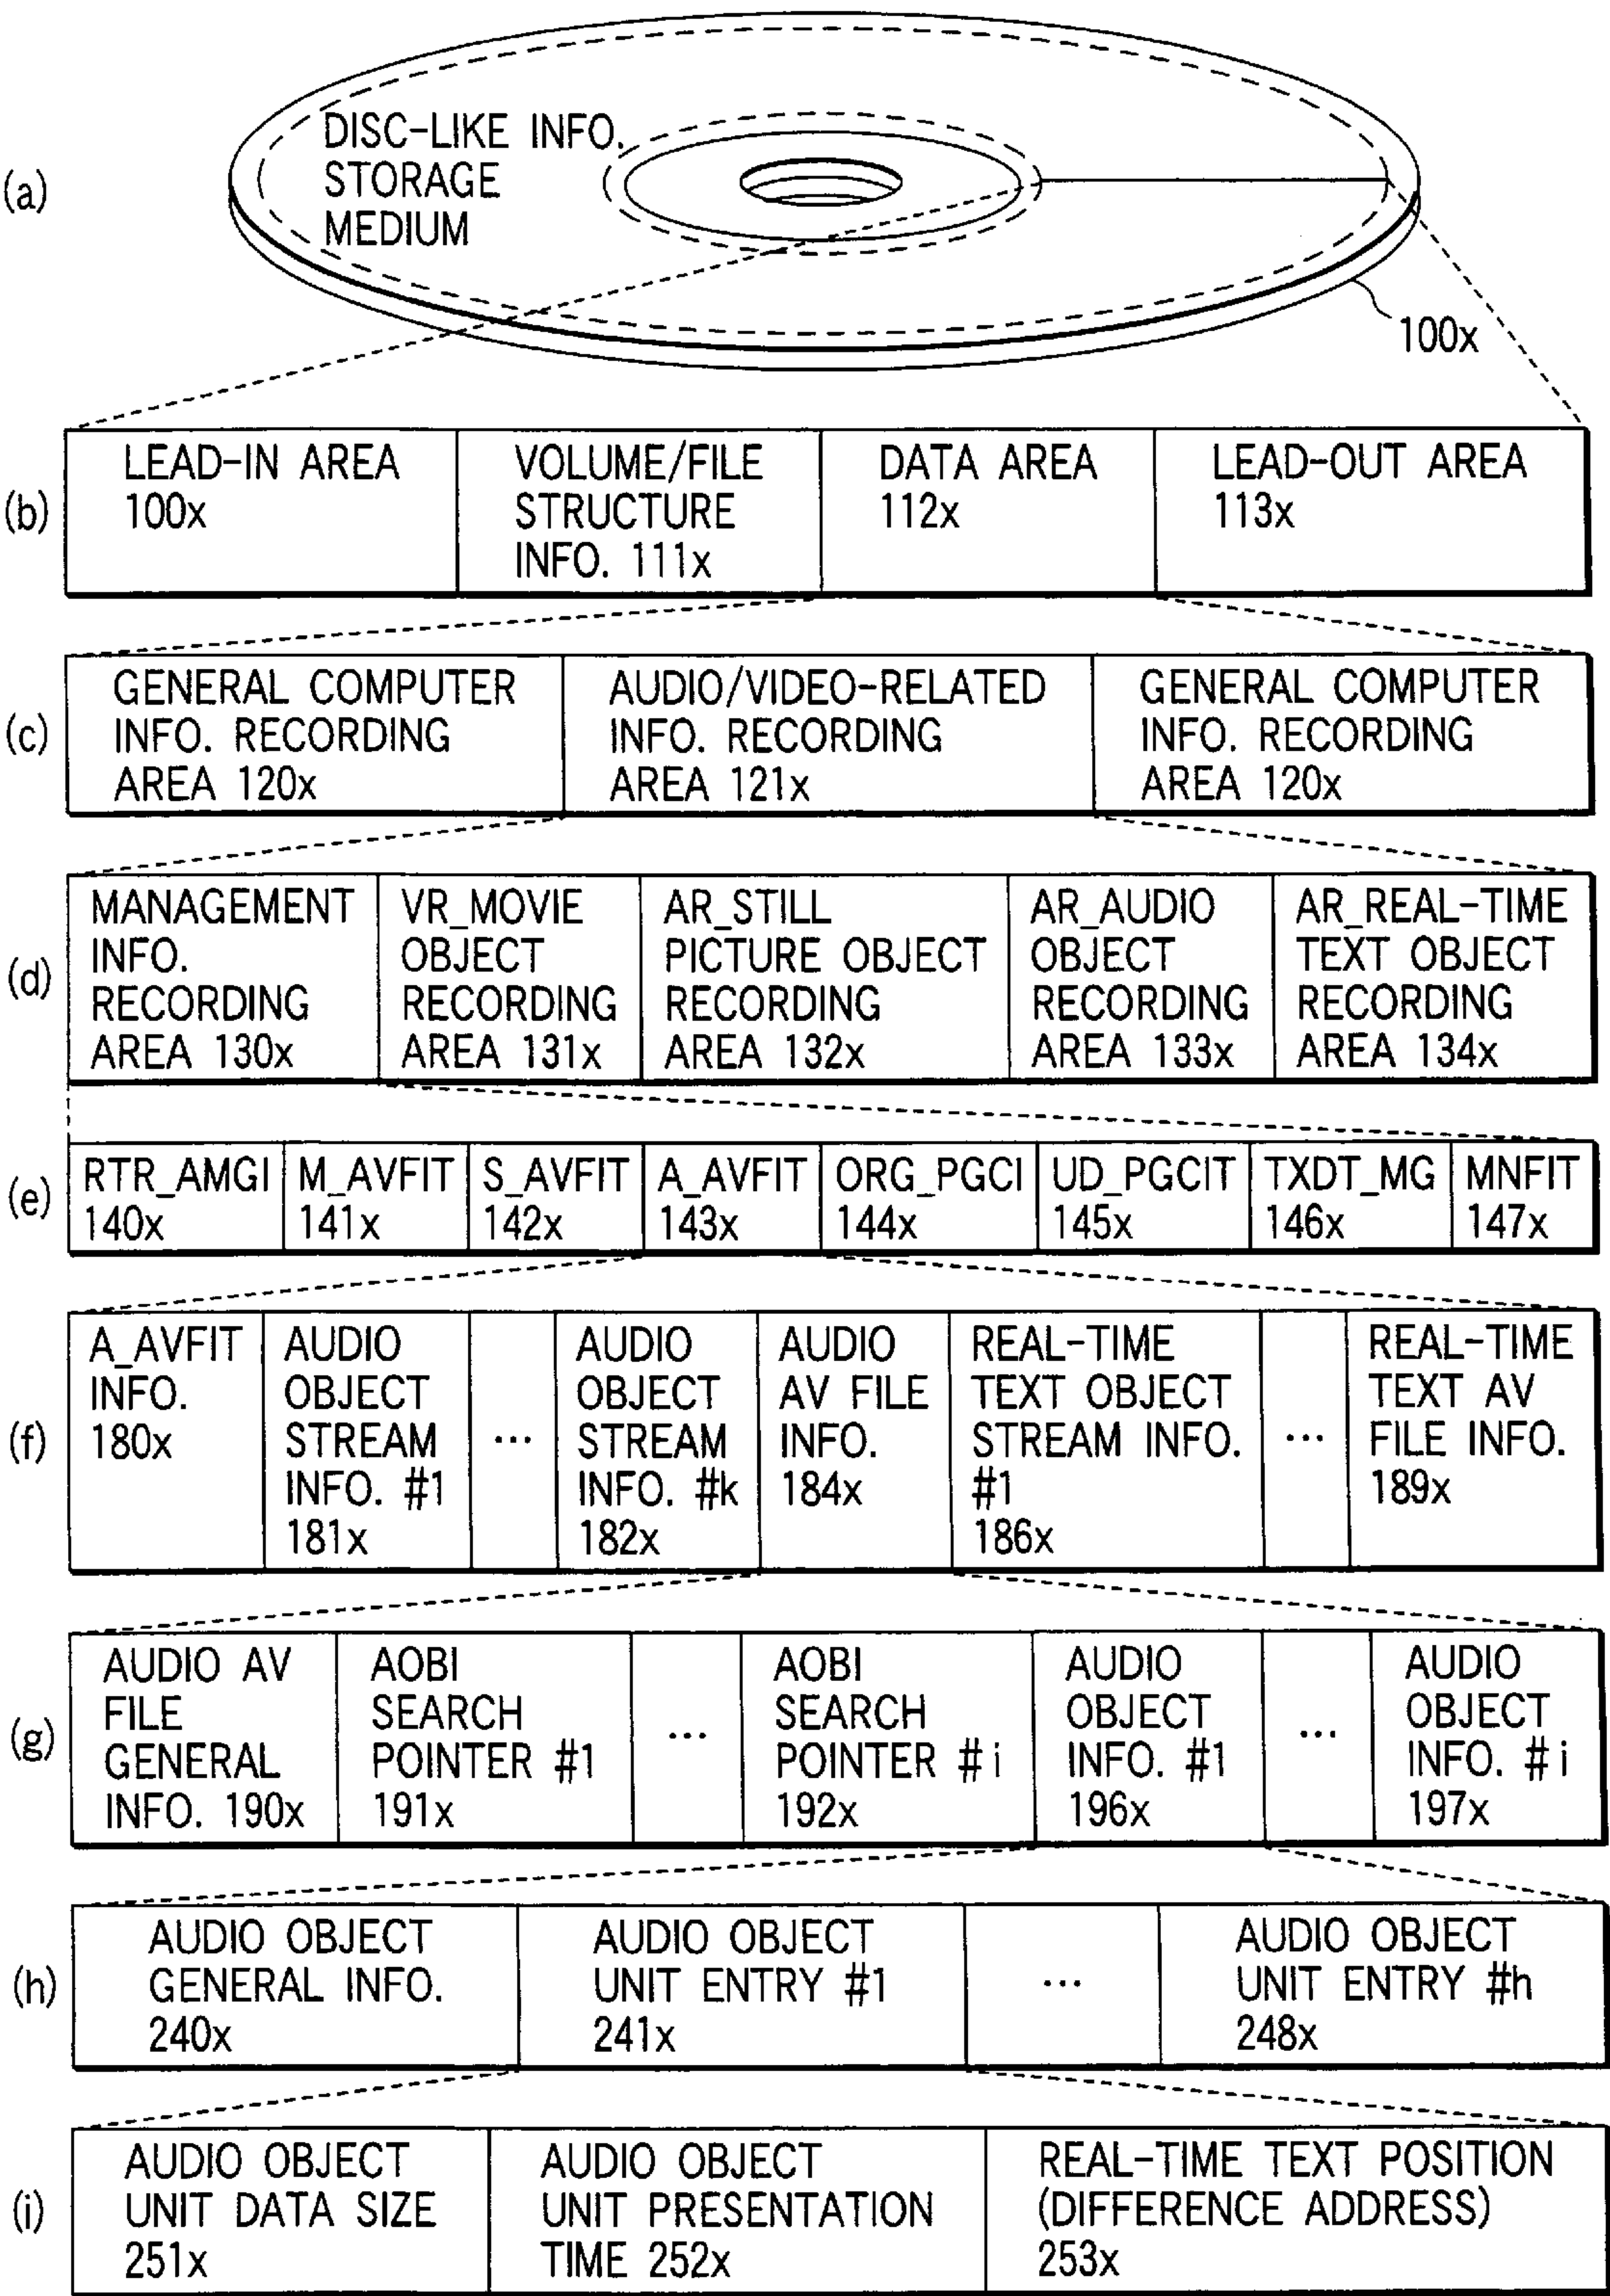 (a)
DISC-LIKE INFO.
STORAGE
MEDIUM
100x
(b)
LEAD-IN AREA
100x
VOLUME/FILE
STRUCTURE
INFO. 111x
DATA AREA
112x
LEAD-OUT AREA
113x
(c)
GENERAL COMPUTER
INFO. RECORDING
AREA 120x
AUDIO/VIDEO-RELATED
INFO. RECORDING
AREA 121x
GENERAL COMPUTER
INFO. RECORDING
AREA 120x
(d)
MANAGEMENT
INFO.
RECORDING
AREA 130x
VR_MOVIE
OBJECT
RECORDING
AREA 131x
AR_STILL
PICTURE OBJECT
RECORDING
AREA 132x
AR_AUDIO
OBJECT
RECORDING
AREA 133x
AR_REAL-TIME
TEXT OBJECT
RECORDING
AREA 134x
(e)
RTR_AMGI
140x
M_AVFIT
141x
S_AVFIT
142x
A_AVFIT
143x
ORG_PGCI
144x
UD_PGCIT
145x
TXDT_MG
146x
MNFIT
147x
(f)
A_AVFIT
INFO.
180x
AUDIO
OBJECT
STREAM
INFO. #1
181x
...
AUDIO
OBJECT
STREAM
INFO. #k
182x
AUDIO
AV FILE
INFO.
184x
REAL-TIME
TEXT OBJECT
STREAM INFO.
#1
186x
...
REAL-TIME
TEXT AV
FILE INFO.
189x
(g)
AUDIO AV
FILE
GENERAL
INFO. 190x
AOBI
SEARCH
POINTER #1
191x
...
AOBI
SEARCH
POINTER #i
192x
AUDIO
OBJECT
INFO. #1
196x
...
AUDIO
OBJECT
INFO. #i
197x
(h)
AUDIO OBJECT
GENERAL INFO.
240x
AUDIO OBJECT
UNIT ENTRY #1
241x
...
AUDIO OBJECT
UNIT ENTRY #h
248x
(i)
AUDIO OBJECT
UNIT DATA SIZE
251x
AUDIO OBJECT
UNIT PRESENTATION
TIME 252x
REAL-TIME TEXT POSITION
(DIFFERENCE ADDRESS)
253x